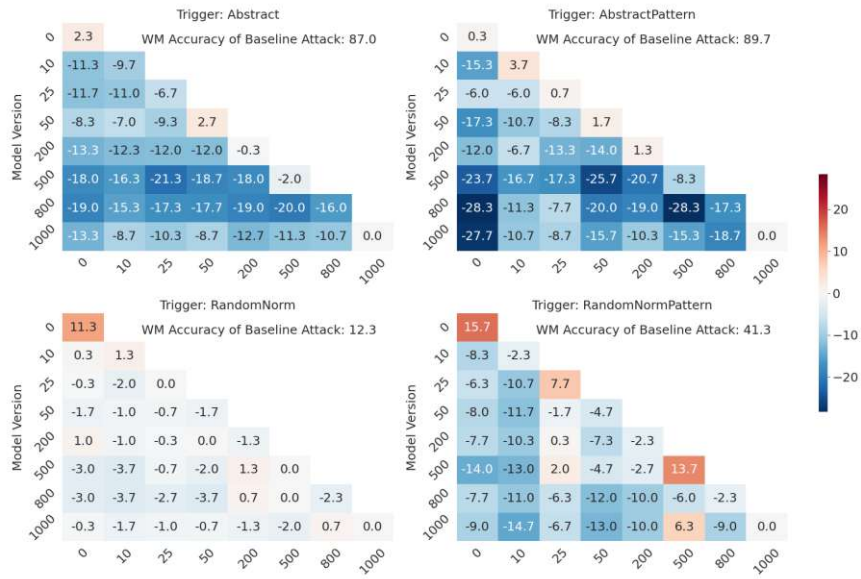 Trigger: Abstract
WM Accuracy of Baseline Attack: 87.0
Model Version
0 2.3
10 -11.3 -9.7
25 -11.7 -11.0 -6.7
50 -8.3 -7.0 -9.3 2.7
200 -13.3 -12.3 -12.0 -12.0 -0.3
500 -18.0 -16.3 -21.3 -18.7 -18.0 -2.0
800 -19.0 -15.3 -17.3 -17.7 -19.0 -20.0 -16.0
1000 -13.3 -8.7 -10.3 -8.7 -12.7 -11.3 -10.7 0.0
0 10 25 50 200 500 800 1000
Trigger: AbstractPattern
WM Accuracy of Baseline Attack: 89.7
Model Version
0 0.3
10 -15.3 3.7
25 -6.0 -6.0 0.7
50 -17.3 -10.7 -8.3 1.7
200 -12.0 -6.7 -13.3 -14.0 1.3
500 -23.7 -16.7 -17.3 -25.7 -20.7 -8.3
800 -28.3 -11.3 -7.7 -20.0 -19.0 -28.3 -17.3
1000 -27.7 -10.7 -8.7 -15.7 -10.3 -15.3 -18.7 0.0
0 10 25 50 200 500 800 1000
Trigger: RandomNorm
WM Accuracy of Baseline Attack: 12.3
Model Version
0 11.3
10 0.3 1.3
25 -0.3 -2.0 0.0
50 -1.7 -1.0 -0.7 -1.7
200 1.0 -1.0 -0.3 0.0 -1.3
500 -3.0 -3.7 -0.7 -2.0 1.3 0.0
800 -3.0 -3.7 -2.7 -3.7 0.7 0.0 -2.3
1000 -0.3 -1.7 -1.0 -0.7 -1.3 -2.0 0.7 0.0
0 10 25 50 200 500 800 1000
Trigger: RandomNormPattern
WM Accuracy of Baseline Attack: 41.3
Model Version
0 15.7
10 -8.3 -2.3
25 -6.3 -10.7 7.7
50 -8.0 -11.7 -1.7 -4.7
200 -7.7 -10.3 0.3 -7.3 -2.3
500 -14.0 -13.0 2.0 -4.7 -2.7 13.7
800 -7.7 -11.0 -6.3 -12.0 -10.0 -6.0 -2.3
1000 -9.0 -14.7 -6.7 -13.0 -10.0 6.3 -9.0 0.0
0 10 25 50 200 500 800 1000
20
10
0
−10
−20